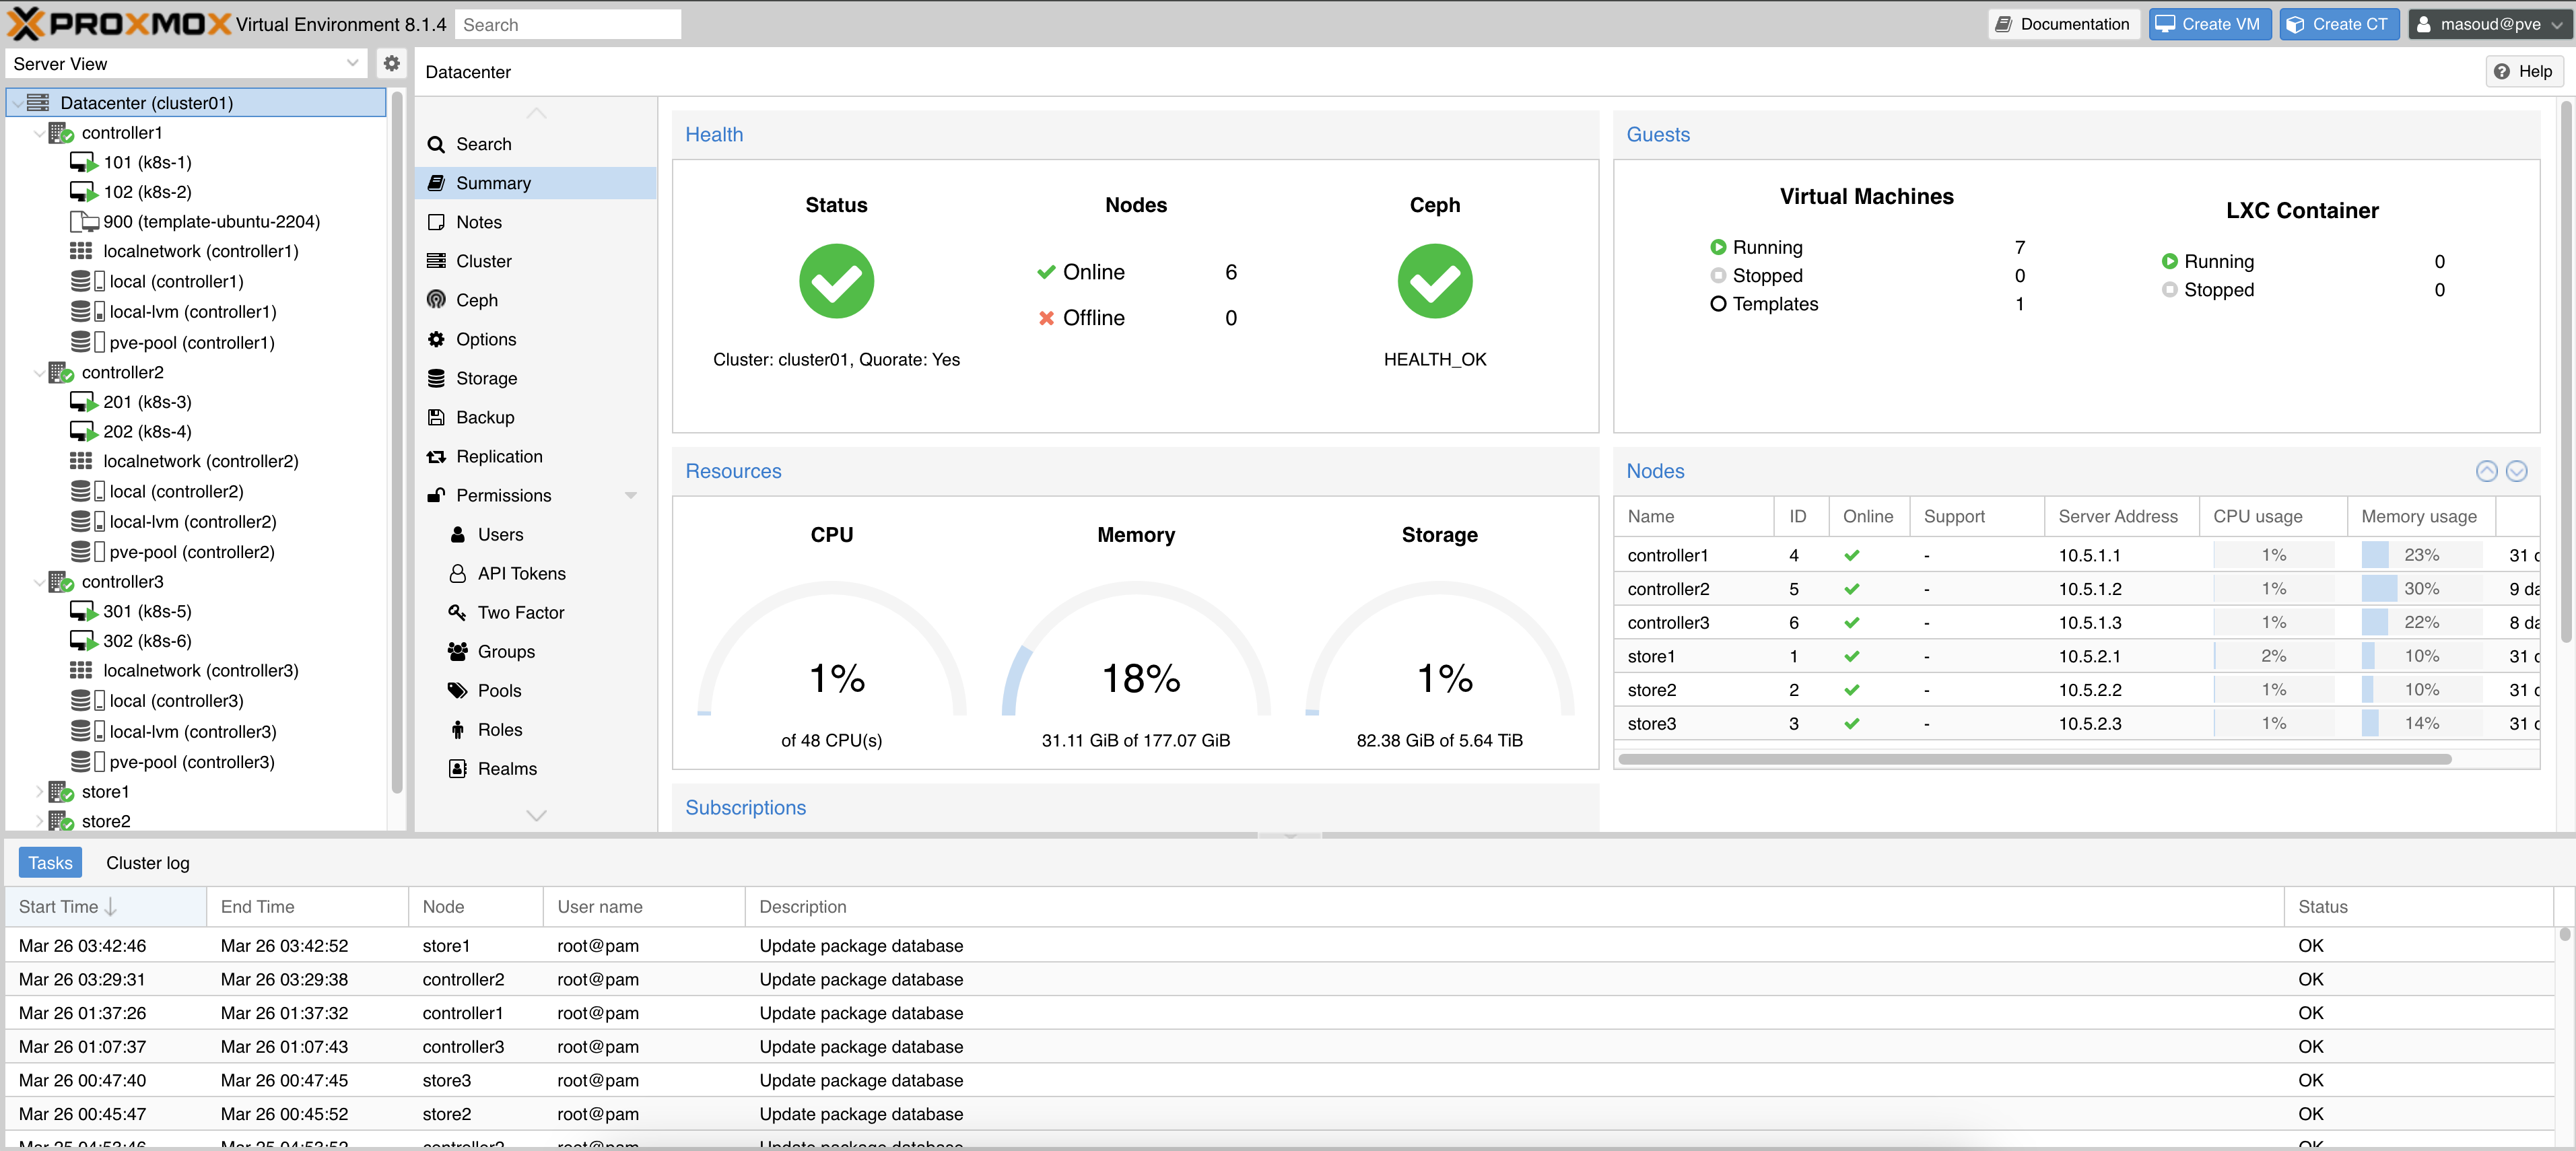 PROXMOX Virtual Environment 8.1.4 Search Documentation Create VM Create CT masoud@pve
Server View
Datacenter (cluster01)
controller1
101 (k8s-1)
102 (k8s-2)
900 (template-ubuntu-2204)
localnetwork (controller1)
local (controller1)
local-lvm (controller1)
pve-pool (controller1)
controller2
201 (k8s-3)
202 (k8s-4)
localnetwork (controller2)
local (controller2)
local-lvm (controller2)
pve-pool (controller2)
controller3
301 (k8s-5)
302 (k8s-6)
localnetwork (controller3)
local (controller3)
local-lvm (controller3)
pve-pool (controller3)
store1
store2
Datacenter Help
Search
Summary
Notes
Cluster
Ceph
Options
Storage
Backup
Replication
Permissions
Users
API Tokens
Two Factor
Groups
Pools
Roles
Realms
Health
Status Nodes Ceph
Online 6
Offline 0
Cluster: cluster01, Quorate: Yes HEALTH_OK
Guests
Virtual Machines
Running 7
Stopped 0
Templates 1
LXC Container
Running 0
Stopped 0
Resources
CPU Memory Storage
1% 18% 1%
of 48 CPU(s) 31.11 GiB of 177.07 GiB 82.38 GiB of 5.64 TiB
Nodes
Name ID Online Support Server Address CPU usage Memory usage
controller1 4 - 10.5.1.1 1% 23% 31
controller2 5 - 10.5.1.2 1% 30% 9
controller3 6 - 10.5.1.3 1% 22% 8
store1 1 - 10.5.2.1 2% 10% 31
store2 2 - 10.5.2.2 1% 10% 31
store3 3 - 10.5.2.3 1% 14% 31
Subscriptions
Tasks Cluster log
Start Time End Time Node User name Description Status
Mar 26 03:42:46 Mar 26 03:42:52 store1 root@pam Update package database OK
Mar 26 03:29:31 Mar 26 03:29:38 controller2 root@pam Update package database OK
Mar 26 01:37:26 Mar 26 01:37:32 controller1 root@pam Update package database OK
Mar 26 01:07:37 Mar 26 01:07:43 controller3 root@pam Update package database OK
Mar 26 00:47:40 Mar 26 00:47:45 store3 root@pam Update package database OK
Mar 26 00:45:47 Mar 26 00:45:52 store2 root@pam Update package database OK